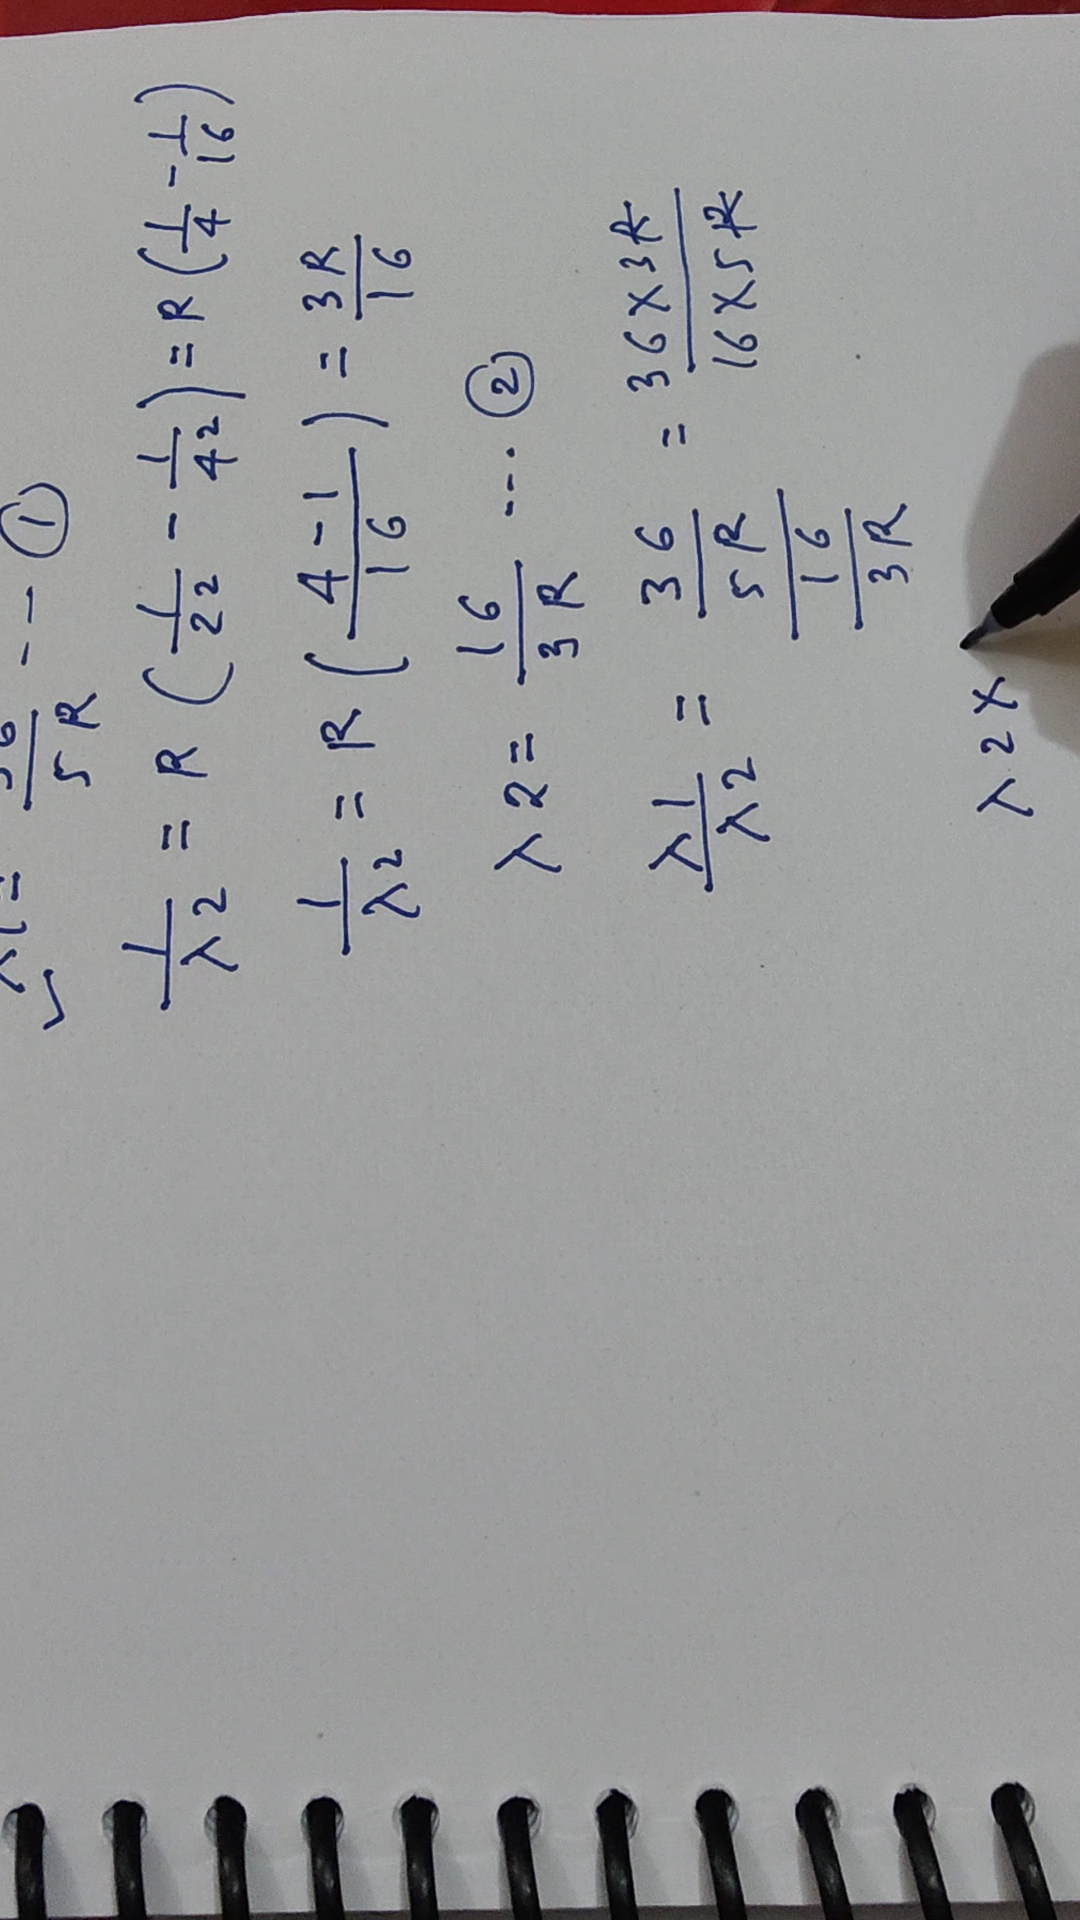 λ1 = 36/5R --- ①
1/λ2 = R (1/2² - 1/4²) = R (1/4 - 1/16)
1/λ2 = R (4-1/16) = 3R/16
λ2 = 16/3R --- ②
λ1/λ2 = 36/5R / 16/3R = 36 X 3R / 16 X 5R
λ2 X